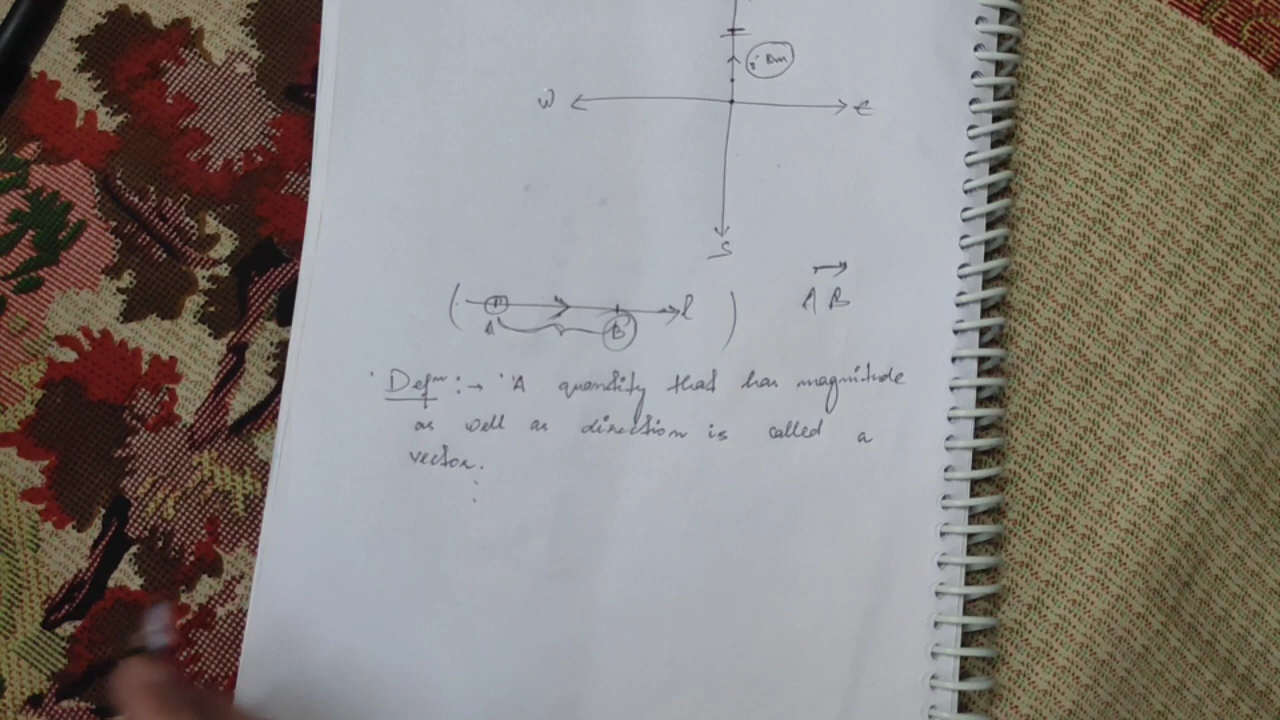 W
e
S
l
A
B
AB
Defn :→ "A quantity that has magnitude
as well as direction is called a
vector.